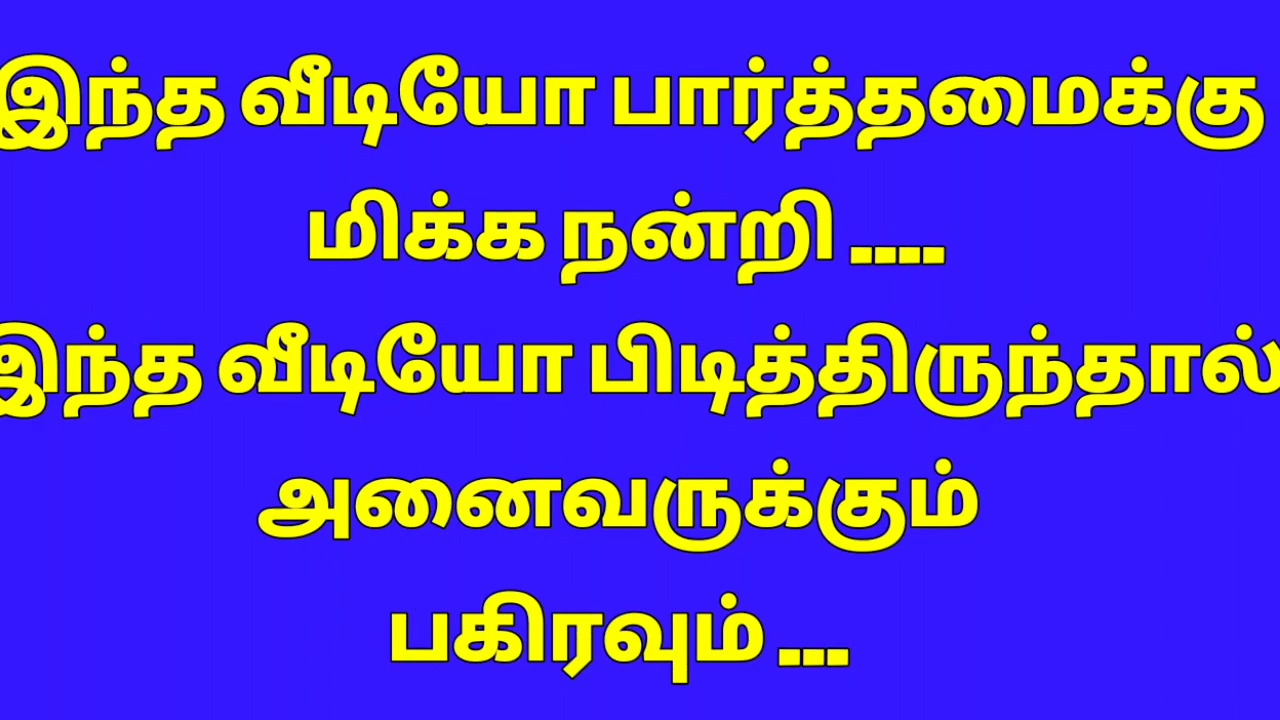 இந்த வீடியோ பார்த்தமைக்கு
மிக்க நன்றி ....
இந்த வீடியோ பிடித்திருந்தால்
அனைவருக்கும்
பகிரவும் ...